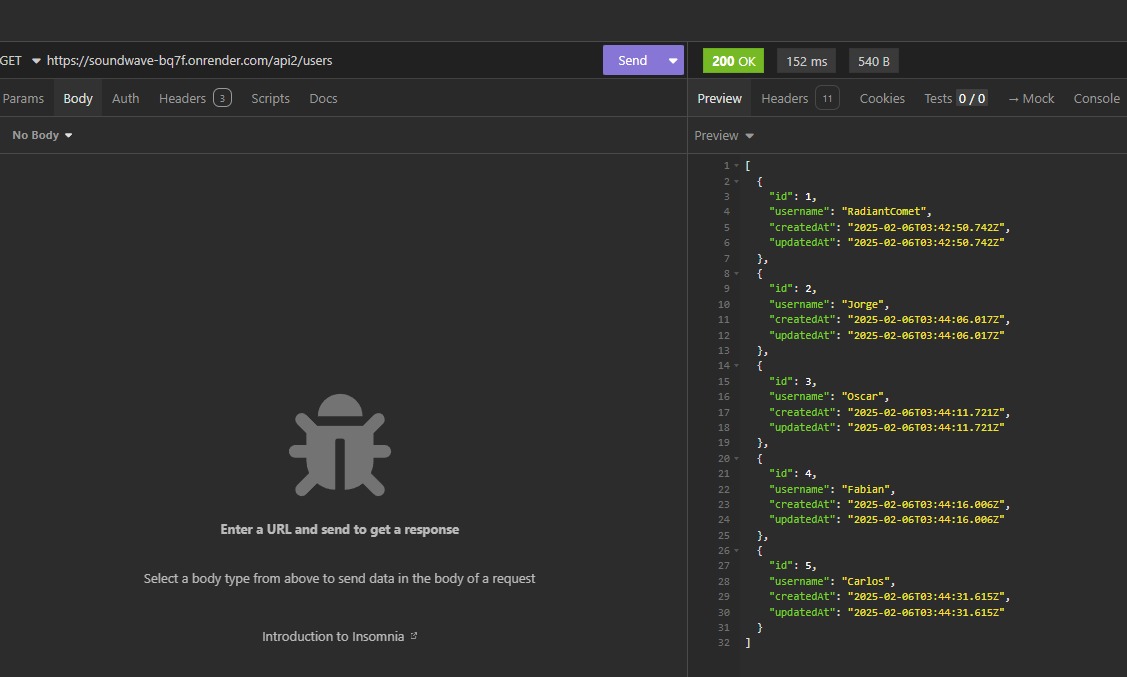 GET https://soundwave-bq7f.onrender.com/api2/users Send 200 OK 152 ms 540 B
Params Body Auth Headers 3 Scripts Docs
Preview Headers 11 Cookies Tests 0 / 0 → Mock Console
No Body
Preview
Enter a URL and send to get a response
Select a body type from above to send data in the body of a request
Introduction to Insomnia
1 [
2 {
3 "id": 1,
4 "username": "RadiantComet",
5 "createdAt": "2025-02-06T03:42:50.742Z",
6 "updatedAt": "2025-02-06T03:42:50.742Z"
7 },
8 {
9 "id": 2,
10 "username": "Jorge",
11 "createdAt": "2025-02-06T03:44:06.017Z",
12 "updatedAt": "2025-02-06T03:44:06.017Z"
13 },
14 {
15 "id": 3,
16 "username": "Oscar",
17 "createdAt": "2025-02-06T03:44:11.721Z",
18 "updatedAt": "2025-02-06T03:44:11.721Z"
19 },
20 {
21 "id": 4,
22 "username": "Fabian",
23 "createdAt": "2025-02-06T03:44:16.006Z",
24 "updatedAt": "2025-02-06T03:44:16.006Z"
25 },
26 {
27 "id": 5,
28 "username": "Carlos",
29 "createdAt": "2025-02-06T03:44:31.615Z",
30 "updatedAt": "2025-02-06T03:44:31.615Z"
31 }
32 ]